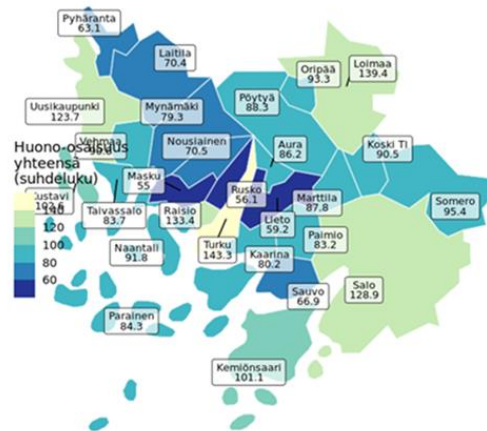 Pyhäranta
63.1
Laitila
70.4
Loimaa
139.4
Oripää
93.3
Uusikaupunki
123.7
Mynämäki
79.3
Pöytyä
88.3
Huono-osaisuus
yhteensä
(suhdeluku)
Vehmaa
Nousiainen
70.5
Aura
86.2
Koski Tl
90.5
Masku
55
Rusko
56.1
Marttila
87.8
Somero
95.4
140
120
100
80
60
Taivassalo
83.7
Raisio
133.4
Lieto
59.2
Paimio
83.2
Naantali
91.8
Turku
143.3
Kaarina
80.2
Sauvo
66.9
Salo
128.9
Parainen
84.3
Kemiönsaari
101.1